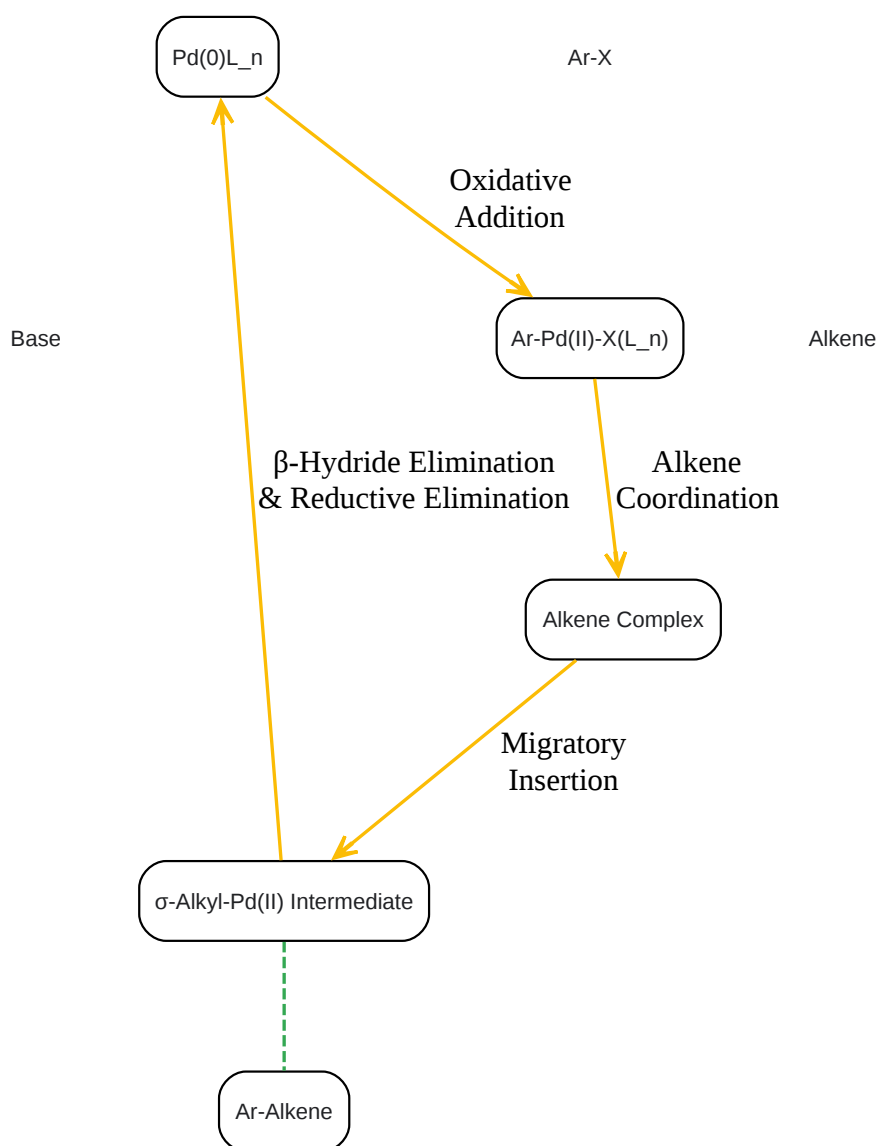 Pd(0)L_n
Ar-X
Oxidative
Addition
Base
Ar-Pd(II)-X(L_n)
Alkene
β-Hydride Elimination
& Reductive Elimination
Alkene
Coordination
Alkene Complex
Migratory
Insertion
σ-Alkyl-Pd(II) Intermediate
Ar-Alkene